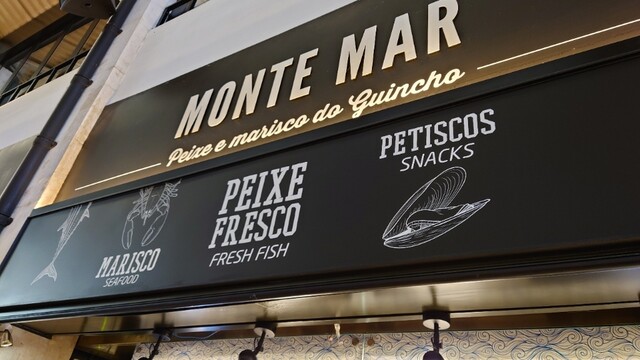 MONTE MAR
Peixe e marisco do Guincho
MARISCO
SEAFOOD
PEIXE
FRESCO
FRESH FISH
PETISCOS
SNACKS